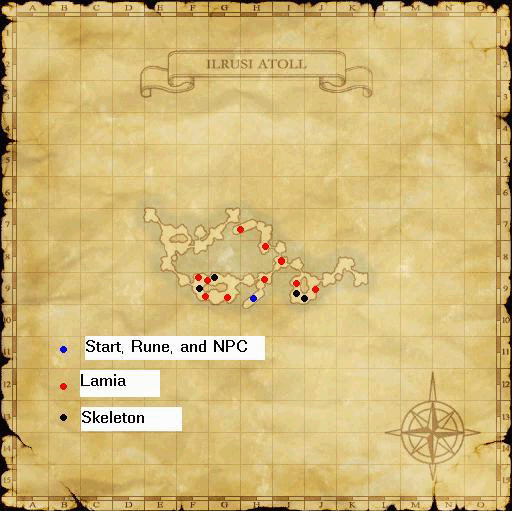 A B C D E F G H I J K L M N O
ILRUSI ATOLL
Start, Rune, and NPC
Lamia
Skeleton
A B C D E F G H I J K L M N O